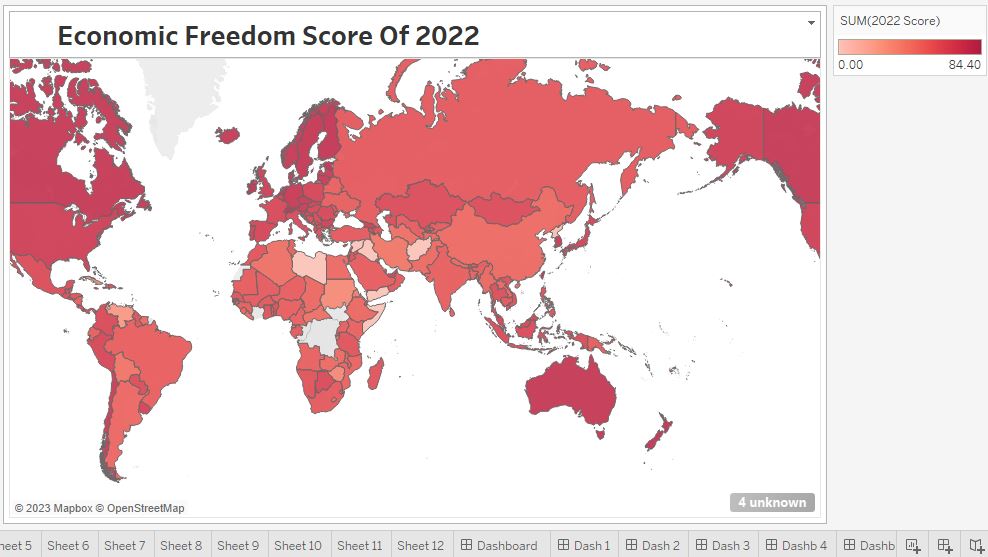 Economic Freedom Score Of 2022
SUM(2022 Score)
0.00 84.40
© 2023 Mapbox © OpenStreetMap
4 unknown
neet 5 Sheet 6 Sheet 7 Sheet 8 Sheet 9 Sheet 10 Sheet 11 Sheet 12 Dashboard Dash 1 Dash 2 Dash 3 Dashb 4 Dashb